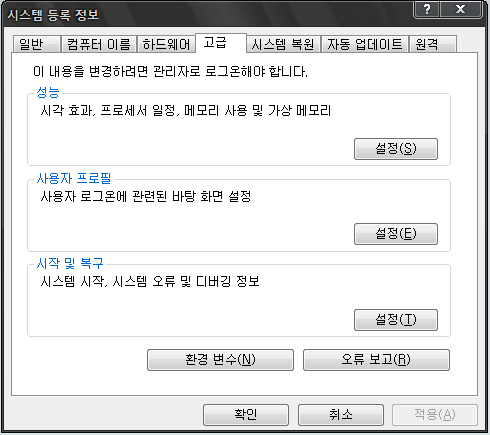 시스템 등록 정보
일반 컴퓨터 이름 하드웨어 고급 시스템 복원 자동 업데이트 원격
이 내용을 변경하려면 관리자로 로그온해야 합니다.
성능
시각 효과, 프로세서 일정, 메모리 사용 및 가상 메모리
설정(S)
사용자 프로필
사용자 로그온에 관련된 바탕 화면 설정
설정(E)
시작 및 복구
시스템 시작, 시스템 오류 및 디버깅 정보
설정(T)
환경 변수(N) 오류 보고(R)
확인 취소 적용(A)